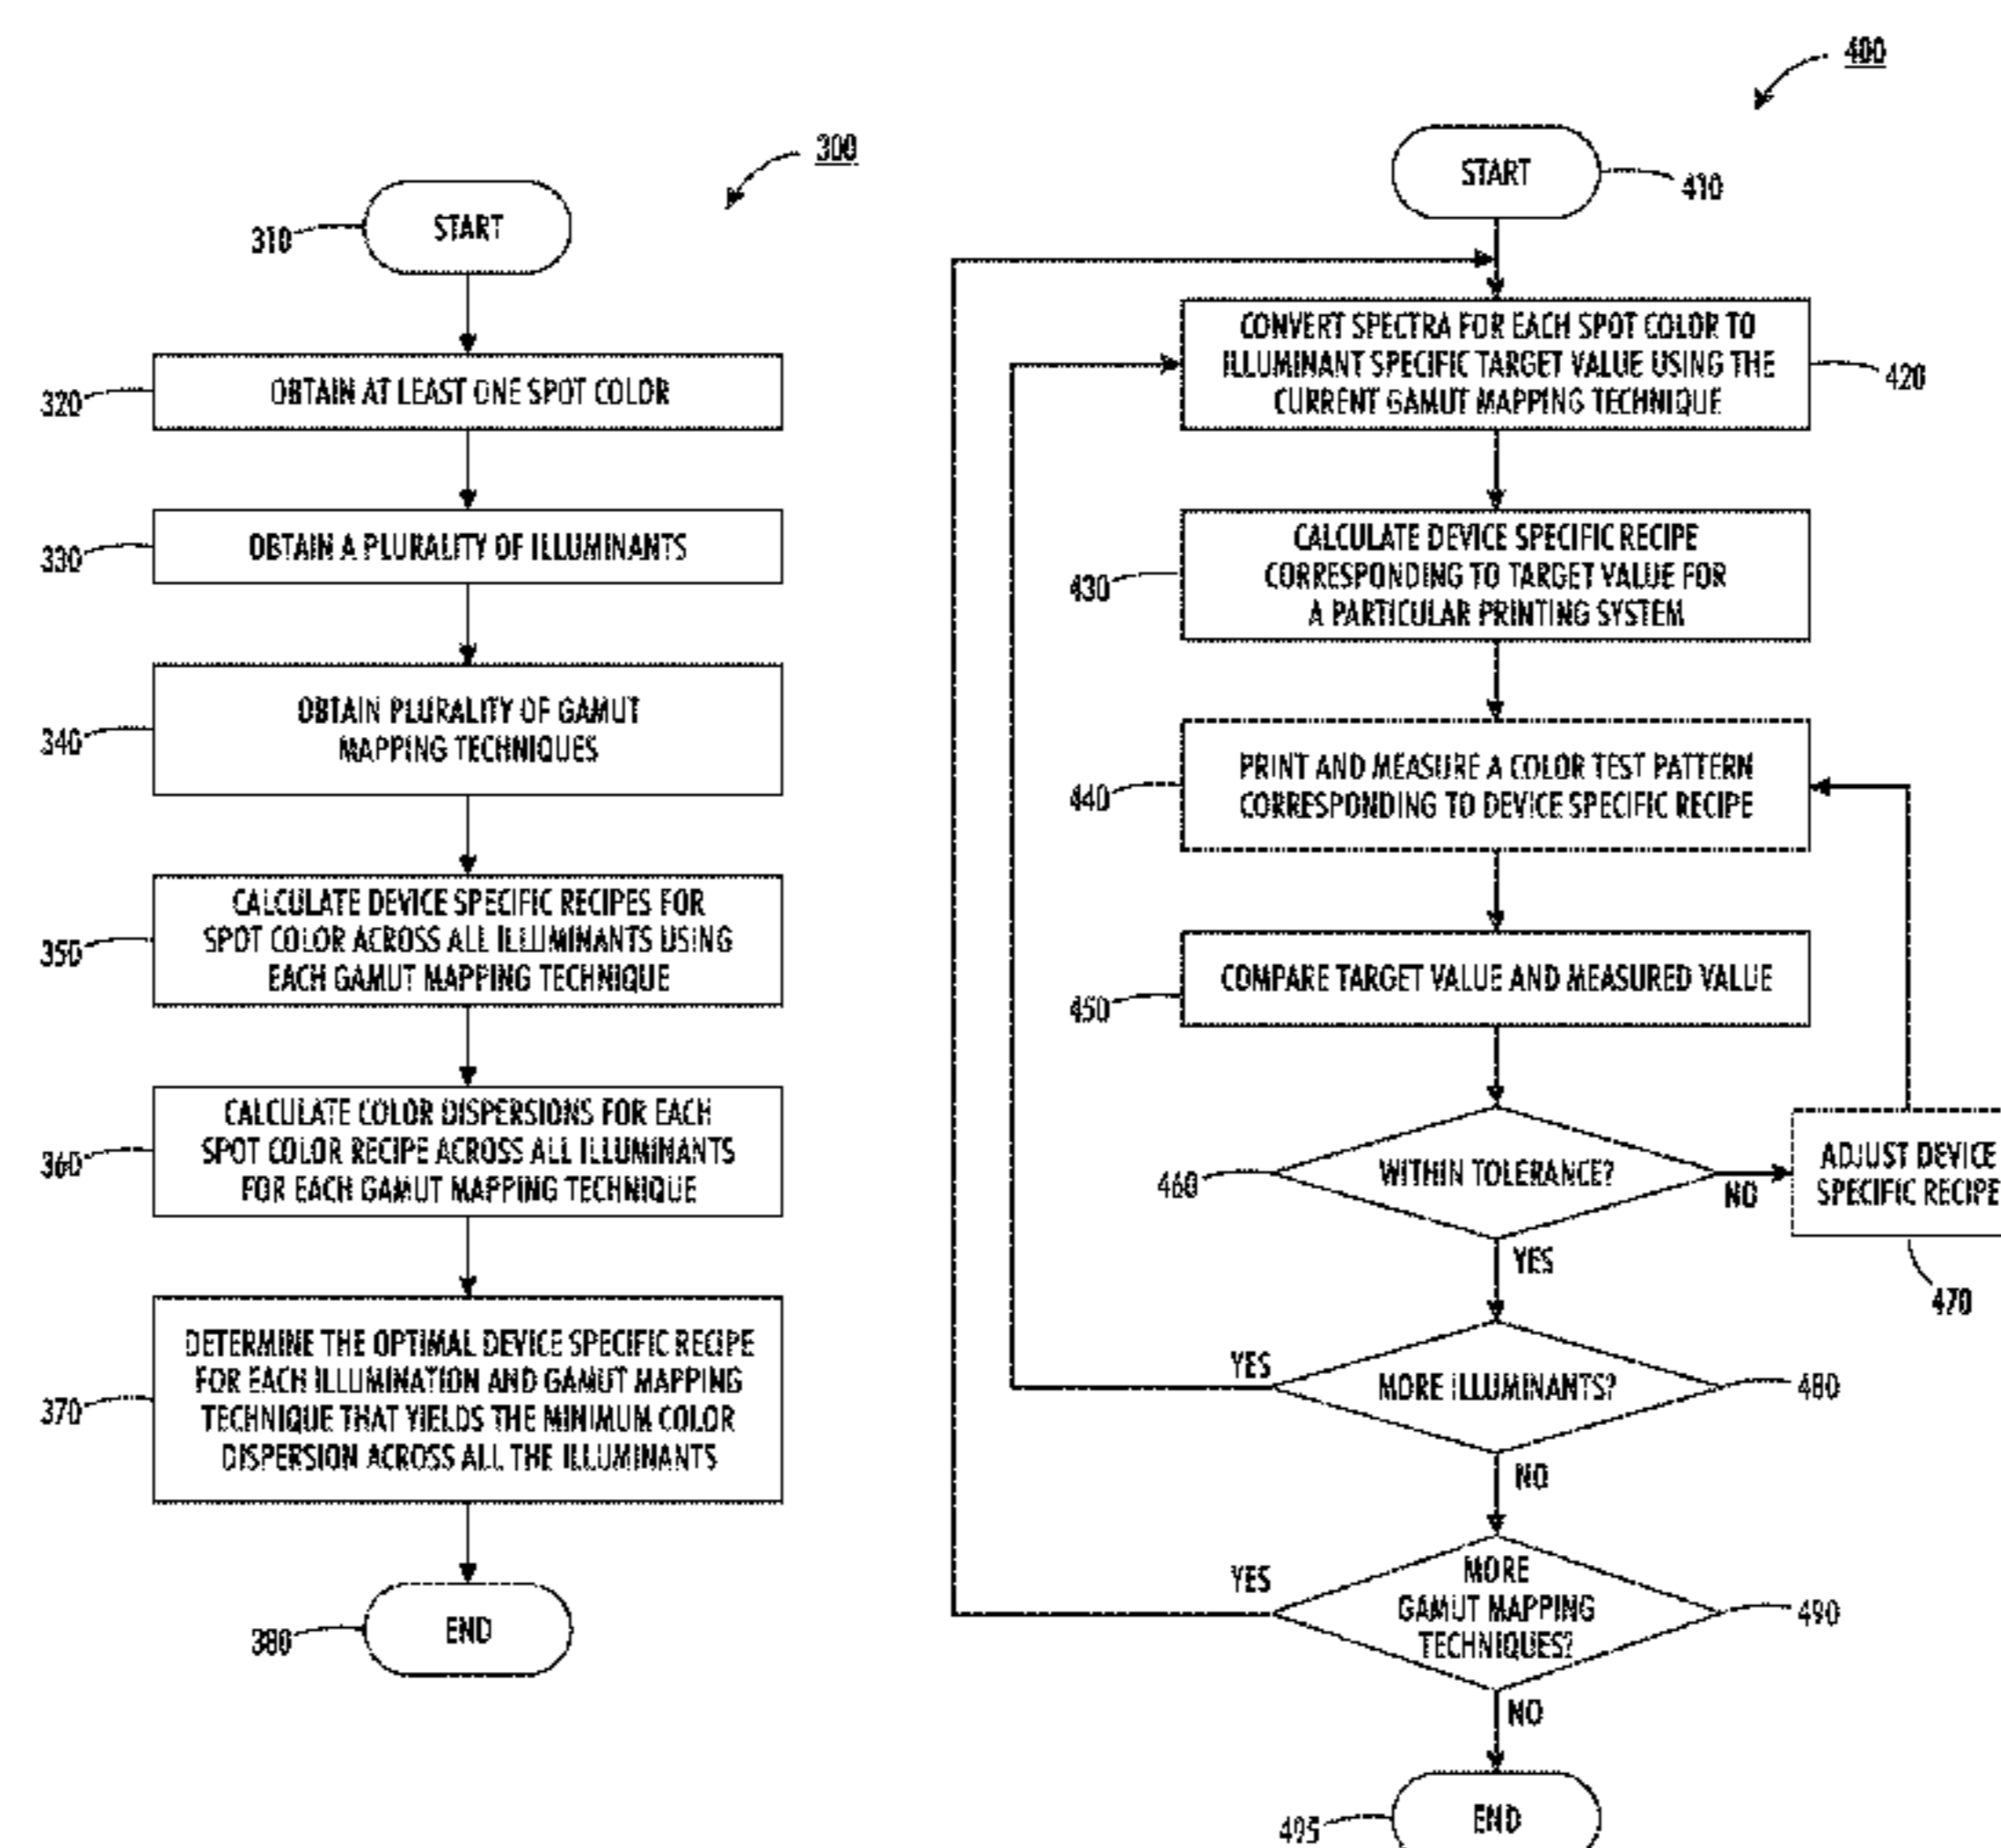 300
START
310
OBTAIN AT LEAST ONE SPOT COLOR
320
OBTAIN A PLURALITY OF ILLUMINANTS
330
OBTAIN PLURALITY OF GAMUT
MAPPING TECHNIQUES
340
CALCULATE DEVICE SPECIFIC RECIPES FOR
SPOT COLOR ACROSS ALL ILLUMINANTS USING
EACH GAMUT MAPPING TECHNIQUE
350
CALCULATE COLOR DISPERSIONS FOR EACH
SPOT COLOR RECIPE ACROSS ALL ILLUMINANTS
FOR EACH GAMUT MAPPING TECHNIQUE
360
DETERMINE THE OPTIMAL DEVICE SPECIFIC RECIPE
FOR EACH ILLUMINATION AND GAMUT MAPPING
TECHNIQUE THAT YIELDS THE MINIMUM COLOR
DISPERSION ACROSS ALL THE ILLUMINANTS
370
END
380
400
START
410
CONVERT SPECTRA FOR EACH SPOT COLOR TO
ILLUMINANT SPECIFIC TARGET VALUE USING THE
CURRENT GAMUT MAPPING TECHNIQUE
420
CALCULATE DEVICE SPECIFIC RECIPE
CORRESPONDING TO TARGET VALUE FOR
A PARTICULAR PRINTING SYSTEM
430
PRINT AND MEASURE A COLOR TEST PATTERN
CORRESPONDING TO DEVICE SPECIFIC RECIPE
440
COMPARE TARGET VALUE AND MEASURED VALUE
450
WITHIN TOLERANCE?
460
NO
ADJUST DEVICE
SPECIFIC RECIPE
470
YES
YES
MORE ILLUMINANTS?
480
NO
YES
MORE
GAMUT MAPPING
TECHNIQUES?
490
NO
END
495